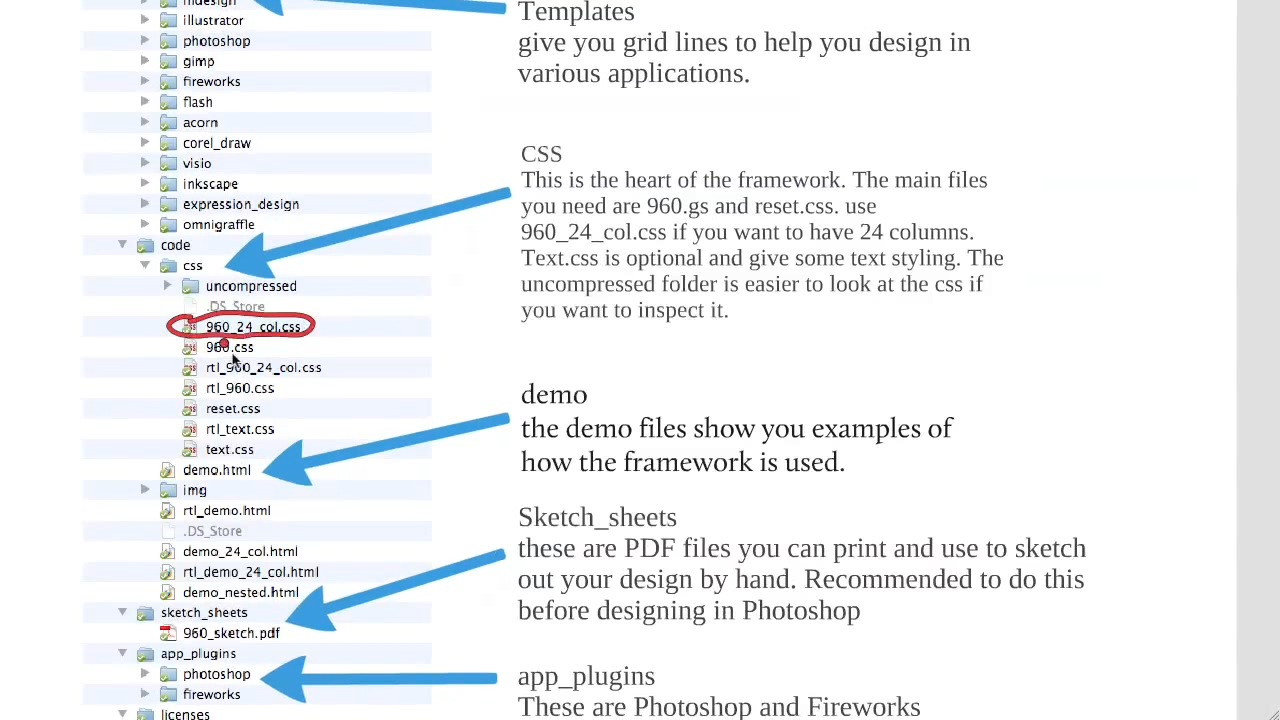 indesign
illustrator
photoshop
gimp
fireworks
flash
acorn
corel_draw
visio
inkscape
expression_design
omnigraffle
code
css
uncompressed
.DS_Store
960_24_col.css
960.css
rtl_960_24_col.css
rtl_960.css
reset.css
rtl_text.css
text.css
demo.html
img
rtl_demo.html
.DS_Store
demo_24_col.html
rtl_demo_24_col.html
demo_nested.html
sketch_sheets
960_sketch.pdf
app_plugins
photoshop
fireworks
licenses
Templates
give you grid lines to help you design in
various applications.
CSS
This is the heart of the framework. The main files
you need are 960.gs and reset.css. use
960_24_col.css if you want to have 24 columns.
Text.css is optional and give some text styling. The
uncompressed folder is easier to look at the css if
you want to inspect it.
demo
the demo files show you examples of
how the framework is used.
Sketch_sheets
these are PDF files you can print and use to sketch
out your design by hand. Recommended to do this
before designing in Photoshop
app_plugins
These are Photoshop and Fireworks